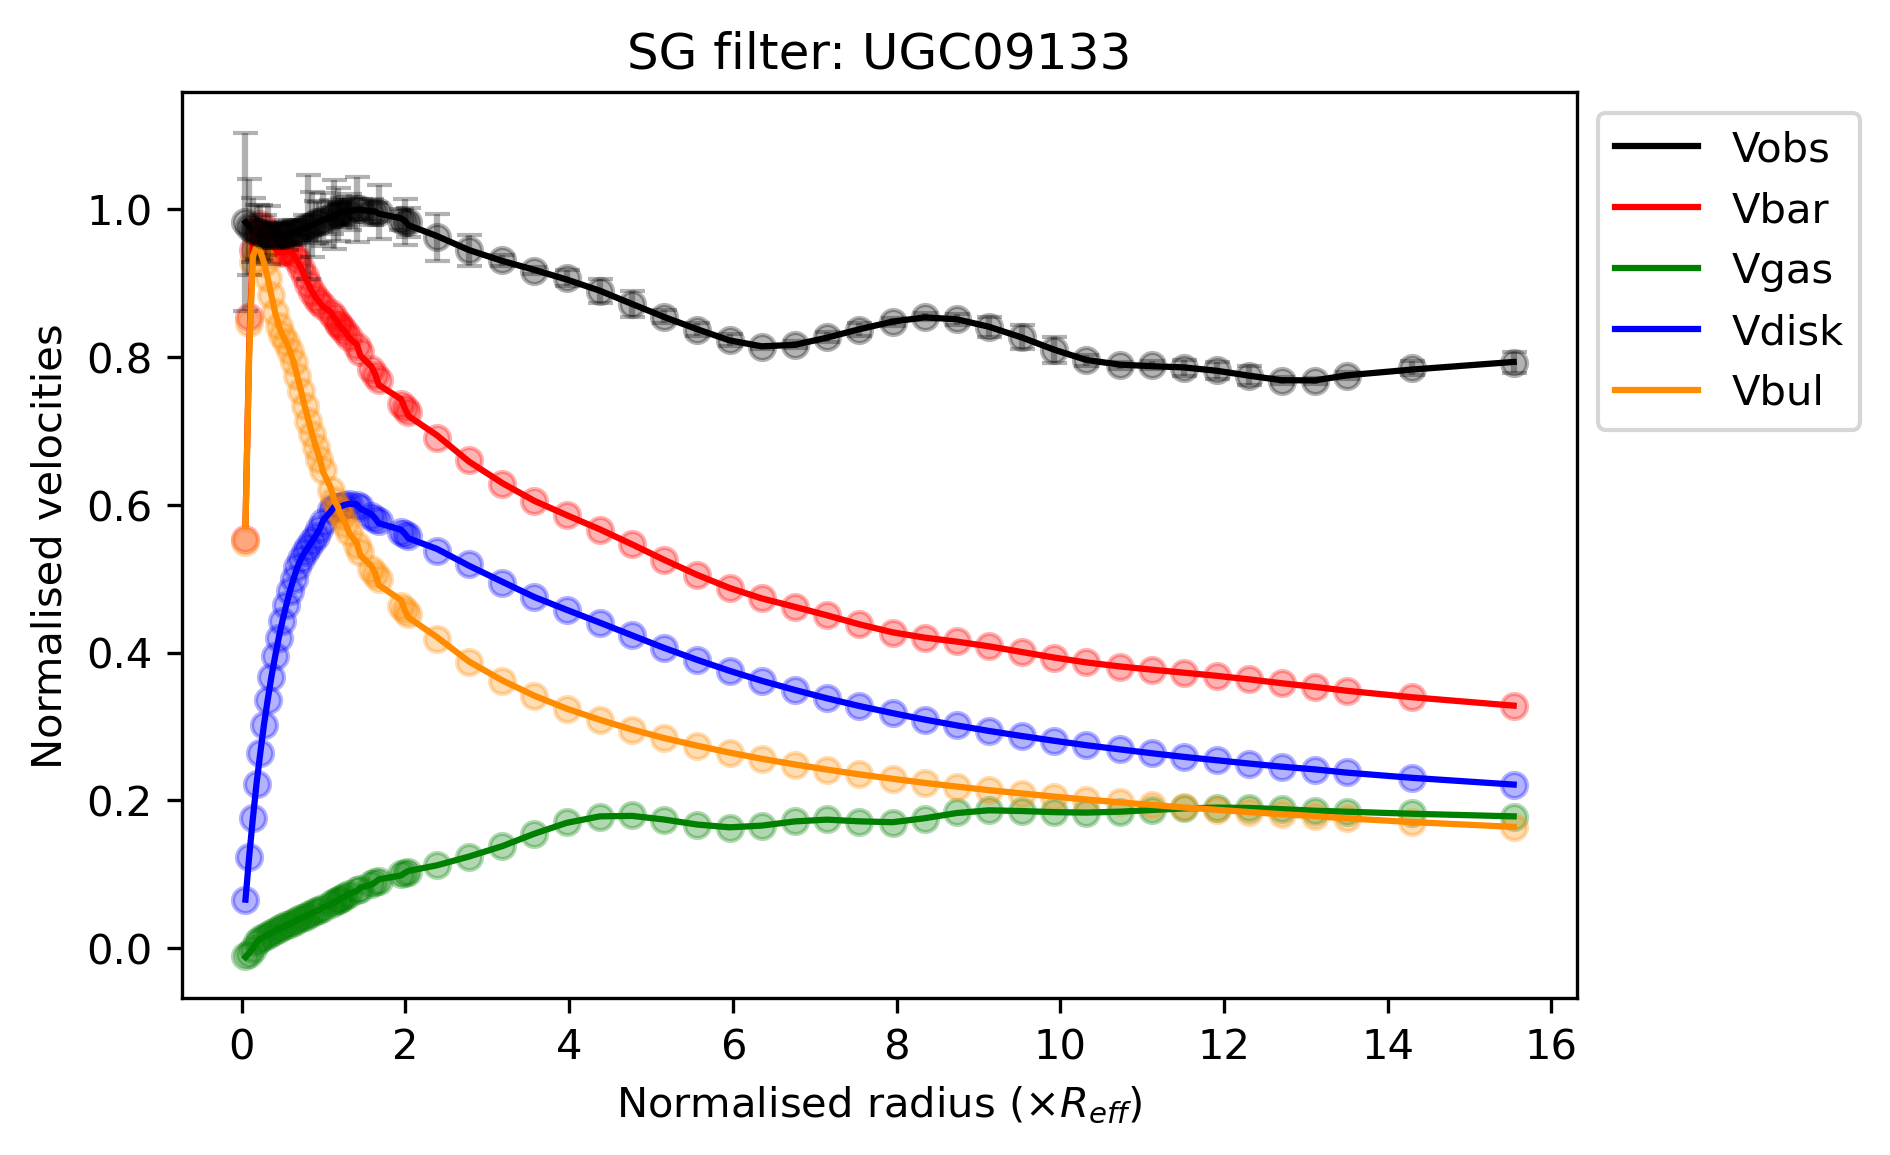 SG filter: UGC09133
Normalised velocities
1.0
0.8
0.6
0.4
0.2
0.0
0 2 4 6 8 10 12 14 16
Normalised radius (×R_eff)
Vobs
Vbar
Vgas
Vdisk
Vbul